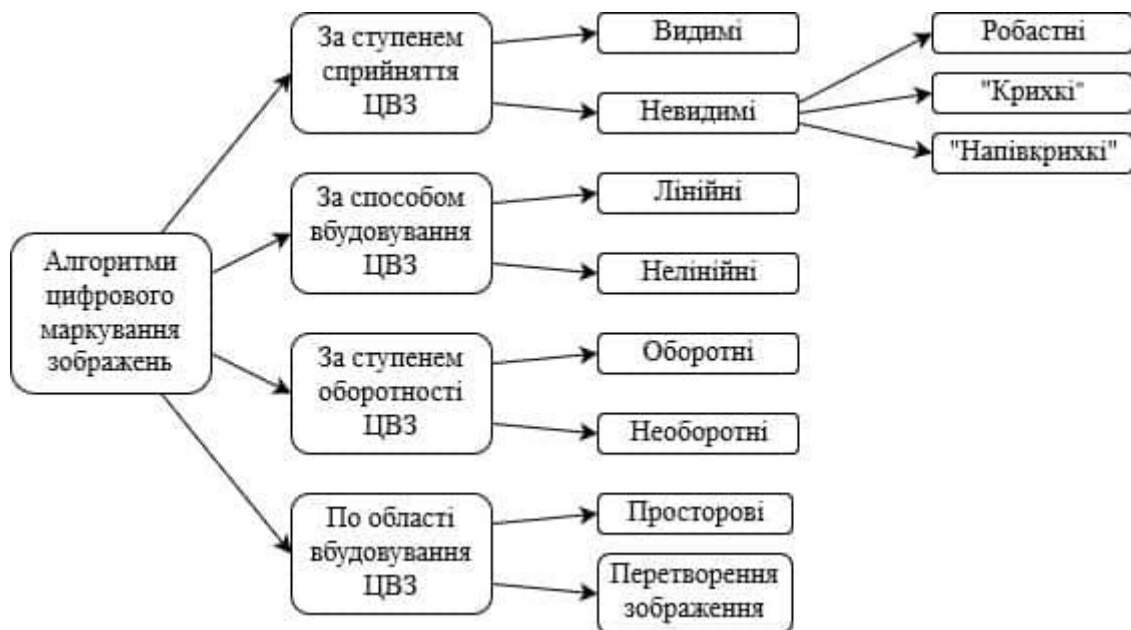 Алгоритми
цифрового
маркування
зображень
За ступенем
сприйняття
ЦВЗ
Видимі
Невидимі
Робастні
"Крихкі"
"Напівкрихкі"
За способом
вбудовування
ЦВЗ
Лінійні
Нелінійні
За ступенем
оборотності
ЦВЗ
Оборотні
Необоротні
По області
вбудовування
ЦВЗ
Просторові
Перетворення
зображення